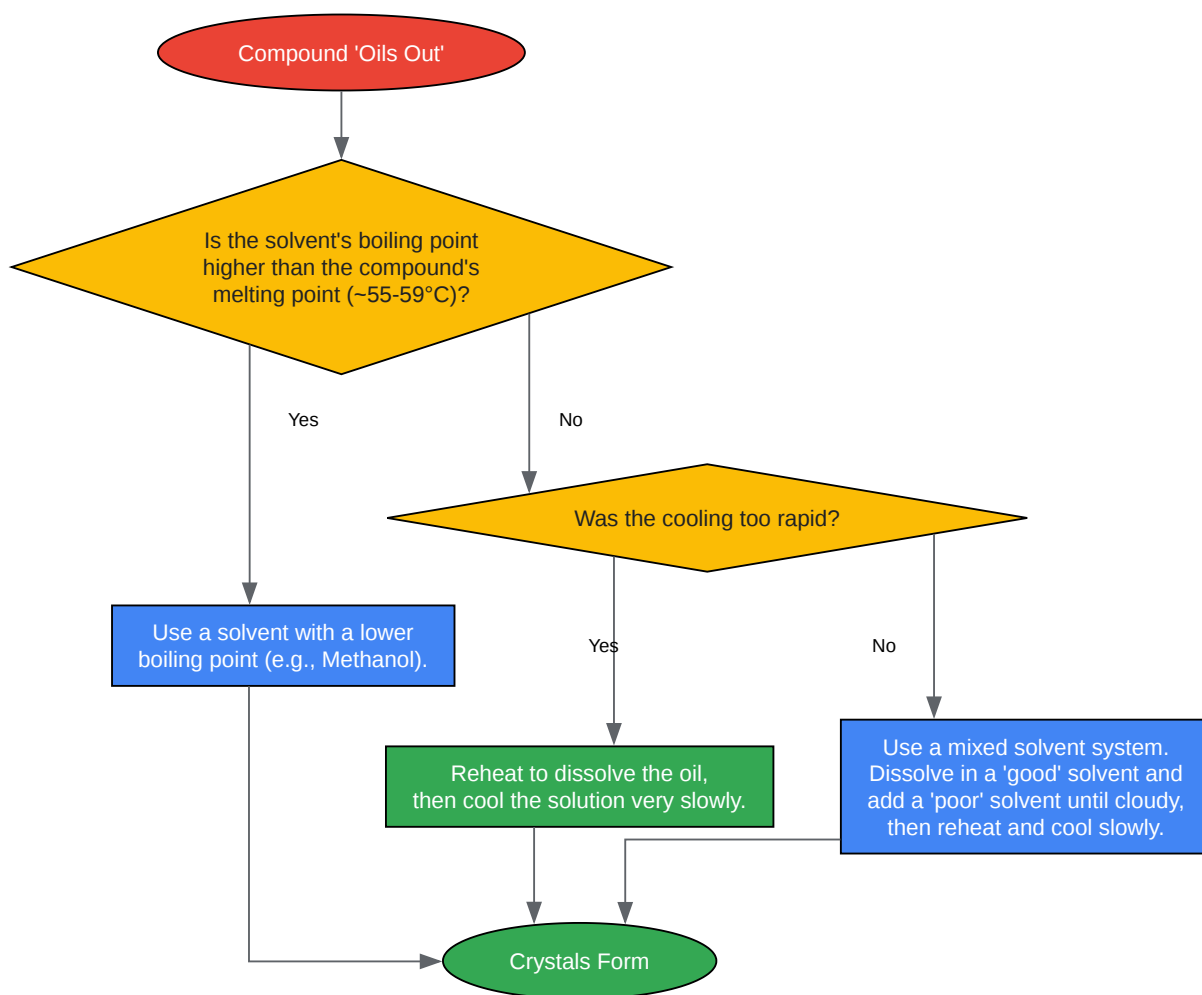 Compound 'Oils Out'
Is the solvent's boiling point
higher than the compound's
melting point (~55-59°C)?
Yes
No
Was the cooling too rapid?
Use a solvent with a lower
boiling point (e.g., Methanol).
Yes
No
Reheat to dissolve the oil,
then cool the solution very slowly.
Use a mixed solvent system.
Dissolve in a 'good' solvent and
add a 'poor' solvent until cloudy,
then reheat and cool slowly.
Crystals Form